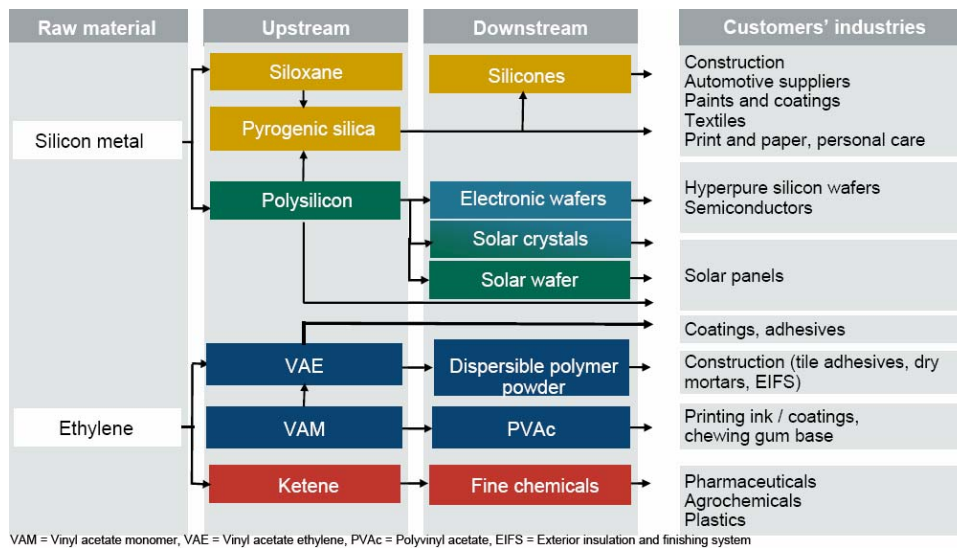 Raw material
Upstream
Downstream
Customers' industries
Silicon metal
Siloxane
Silicones
Pyrogenic silica
Construction
Automotive suppliers
Paints and coatings
Textiles
Print and paper, personal care
Polysilicon
Electronic wafers
Hyperpure silicon wafers
Semiconductors
Solar crystals
Solar wafer
Solar panels
Coatings, adhesives
Ethylene
VAE
Dispersible polymer
powder
Construction (tile adhesives, dry
mortars, EIFS)
VAM
PVAc
Printing ink / coatings,
chewing gum base
Ketene
Fine chemicals
Pharmaceuticals
Agrochemicals
Plastics
VAM = Vinyl acetate monomer, VAE = Vinyl acetate ethylene, PVAc = Polyvinyl acetate, EIFS = Exterior insulation and finishing system